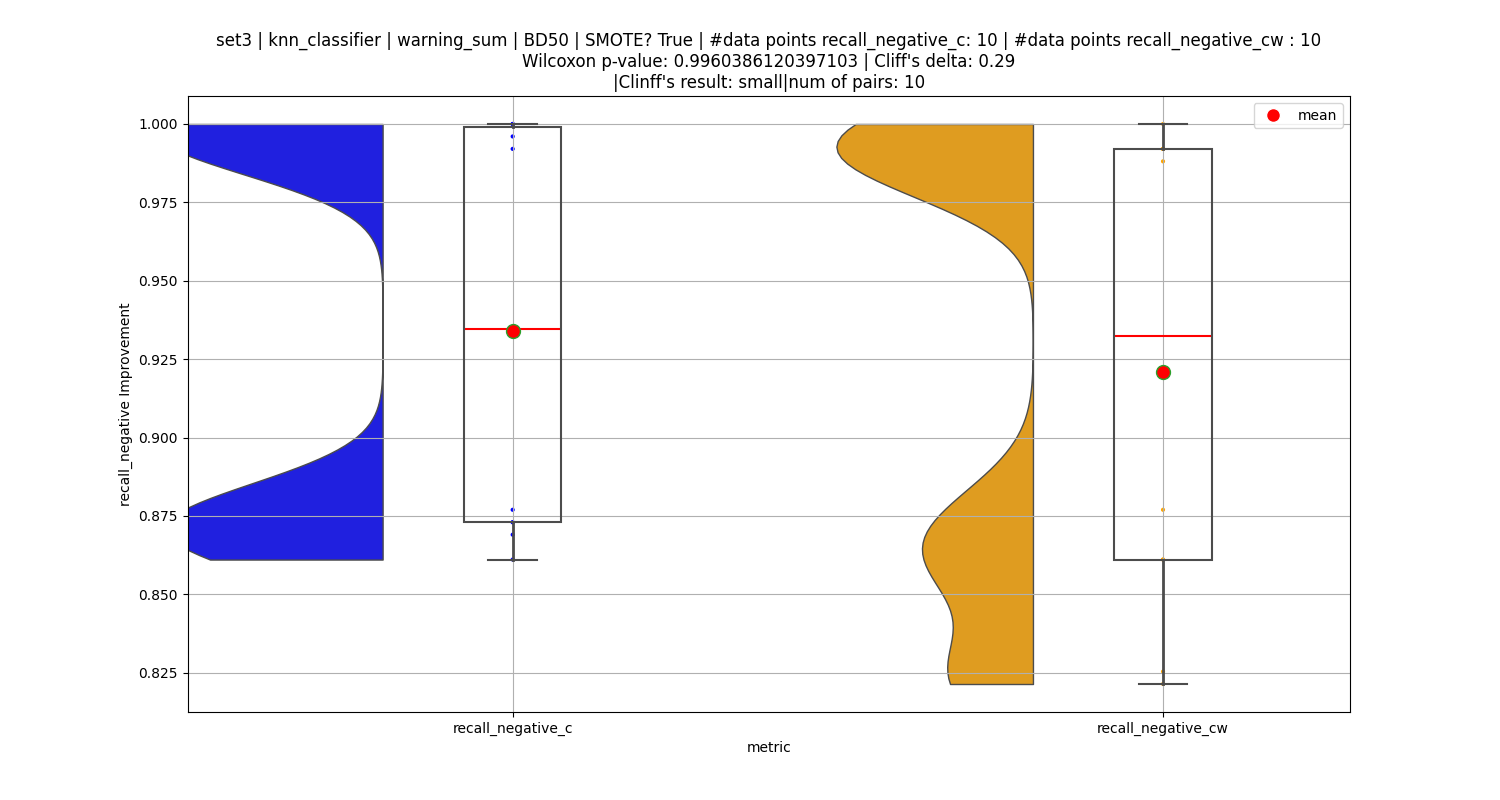 set3 | knn_classifier | warning_sum | BD50 | SMOTE? True | #data points recall_negative_c: 10 | #data points recall_negative_cw : 10
Wilcoxon p-value: 0.9960386120397103 | Cliff's delta: 0.29
|Clinff's result: small|num of pairs: 10
mean
1.000
0.975
0.950
0.925
0.900
0.875
0.850
0.825
recall_negative Improvement
recall_negative_c
recall_negative_cw
metric